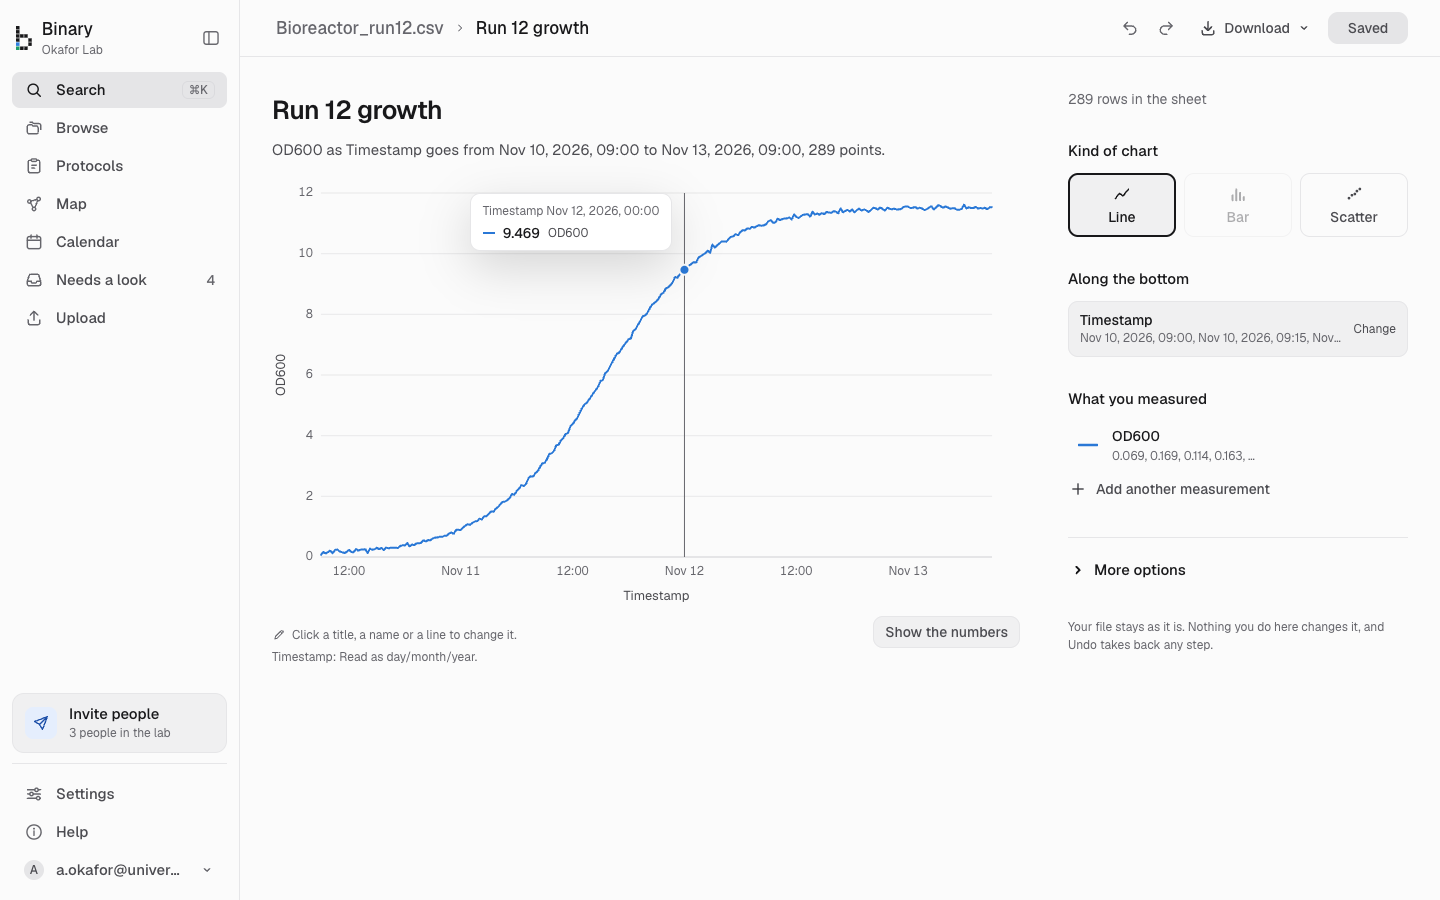 Binary
Okafor Lab
Search ⌘K
Browse
Protocols
Map
Calendar
Needs a look 4
Upload
Invite people
3 people in the lab
Settings
Help
A a.okafor@univer...
Bioreactor_run12.csv › Run 12 growth
Download
Saved
Run 12 growth
OD600 as Timestamp goes from Nov 10, 2026, 09:00 to Nov 13, 2026, 09:00, 289 points.
Timestamp Nov 12, 2026, 00:00
9.469 OD600
12
10
8
6
4
2
0
OD600
12:00 Nov 11 12:00 Nov 12 12:00 Nov 13
Timestamp
Click a title, a name or a line to change it.
Timestamp: Read as day/month/year.
Show the numbers
289 rows in the sheet
Kind of chart
Line Bar Scatter
Along the bottom
Timestamp
Nov 10, 2026, 09:00, Nov 10, 2026, 09:15, Nov...
Change
What you measured
OD600
0.069, 0.169, 0.114, 0.163, ...
Add another measurement
More options
Your file stays as it is. Nothing you do here changes it, and
Undo takes back any step.